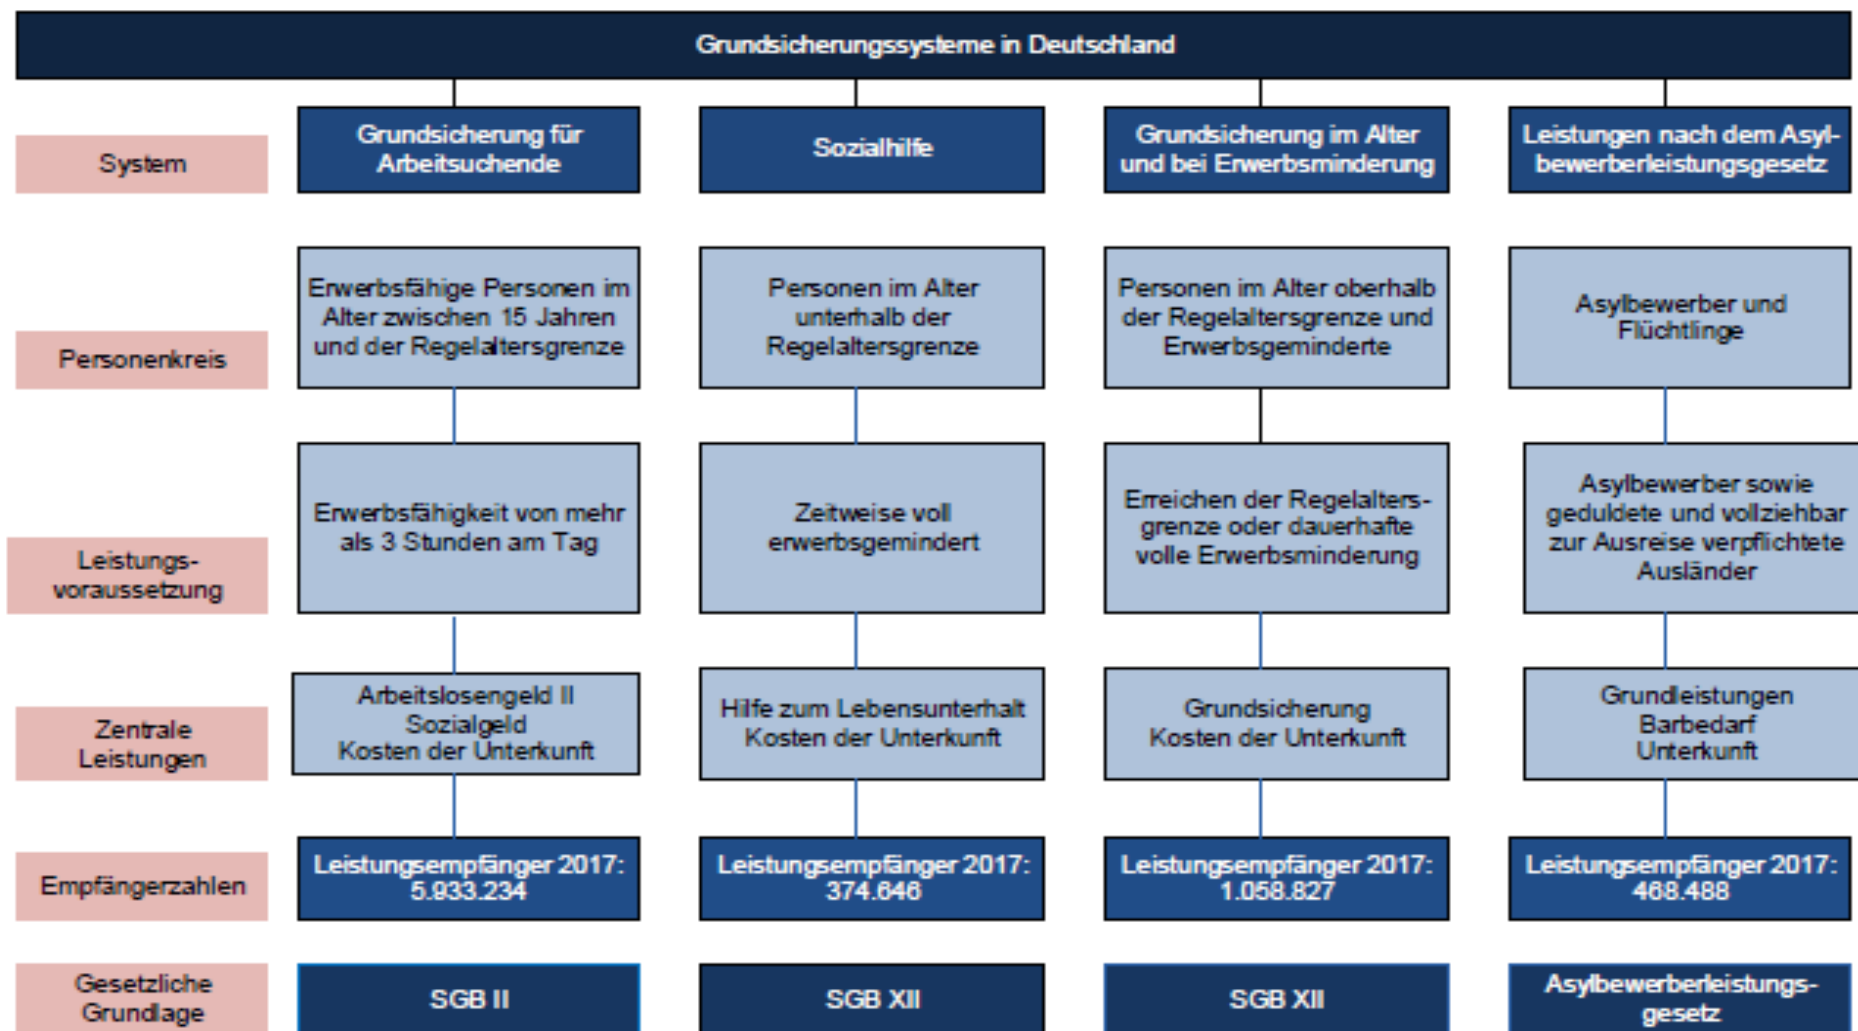 Grundsicherungssysteme in Deutschland
System
Grundsicherung für
Arbeitsuchende
Sozialhilfe
Grundsicherung im Alter
und bei Erwerbsminderung
Leistungen nach dem Asyl-
bewerberleistungsgesetz
Personenkreis
Erwerbsfähige Personen im
Alter zwischen 15 Jahren
und der Regelaltersgrenze
Personen im Alter
unterhalb der
Regelaltersgrenze
Personen im Alter oberhalb
der Regelaltersgrenze und
Erwerbsgeminderte
Asylbewerber und
Flüchtlinge
Leistungs-
voraussetzung
Erwerbsfähigkeit von mehr
als 3 Stunden am Tag
Zeitweise voll
erwerbsgemindert
Erreichen der Regelalters-
grenze oder dauerhafte
volle Erwerbsminderung
Asylbewerber sowie
geduldete und vollziehbar
zur Ausreise verpflichtete
Ausländer
Zentrale
Leistungen
Arbeitslosengeld II
Sozialgeld
Kosten der Unterkunft
Hilfe zum Lebensunterhalt
Kosten der Unterkunft
Grundsicherung
Kosten der Unterkunft
Grundleistungen
Barbedarf
Unterkunft
Empfängerzahlen
Leistungsempfänger 2017:
5.933.234
Leistungsempfänger 2017:
374.646
Leistungsempfänger 2017:
1.058.827
Leistungsempfänger 2017:
468.488
Gesetzliche
Grundlage
SGB II
SGB XII
SGB XII
Asylbewerberleistungs-
gesetz